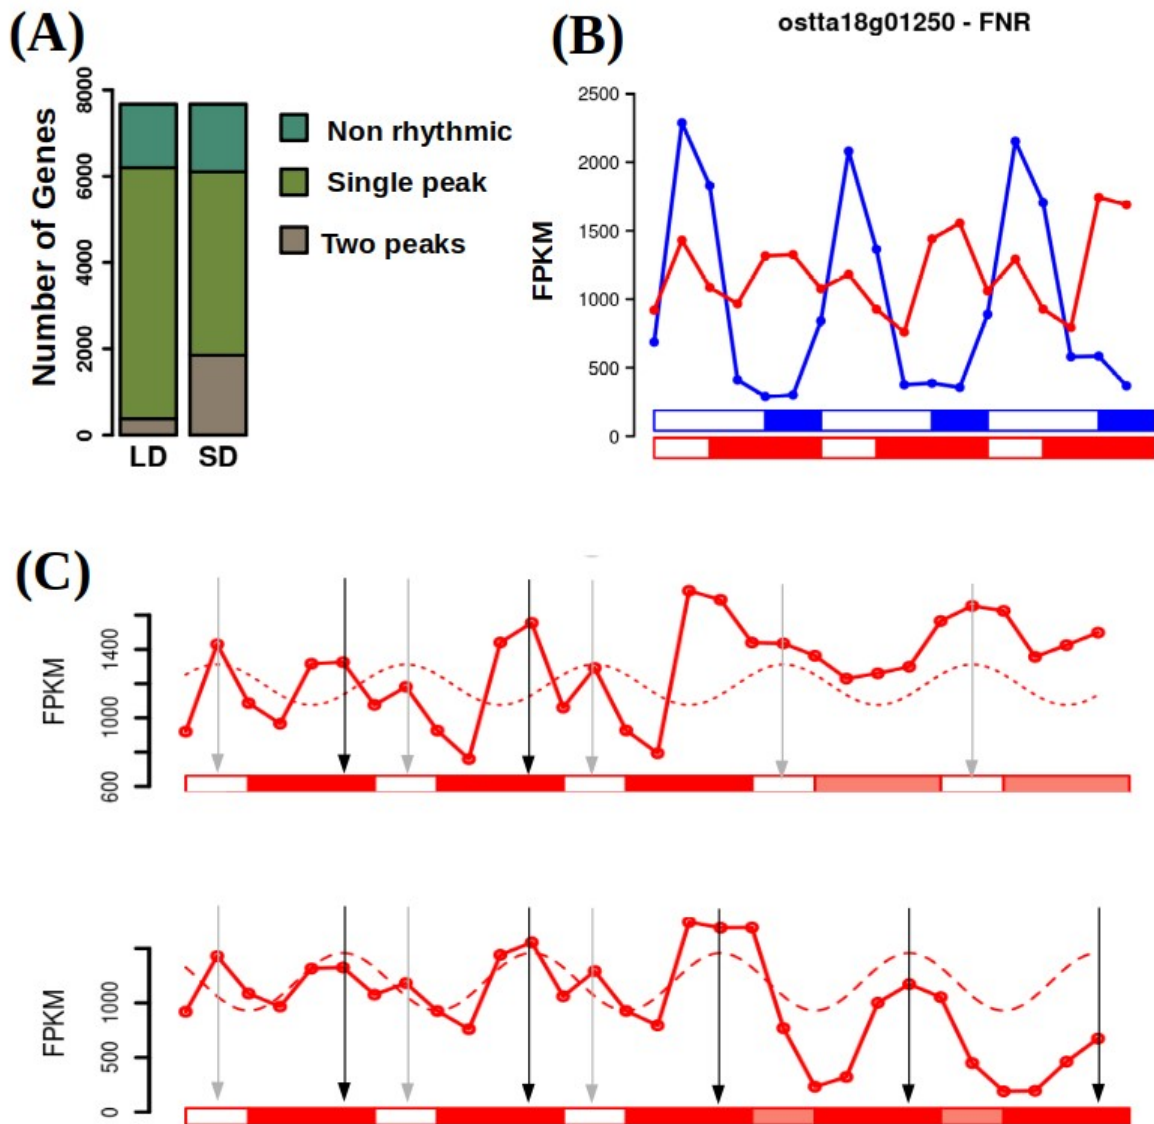 (A)
Number of Genes
8000
6000
4000
2000
0
LD SD
Non rhythmic
Single peak
Two peaks
(B)
ostta18g01250 - FNR
FPKM
2500
2000
1500
1000
500
0
(C)
FPKM
1400
1000
600
FPKM
1000
500
0